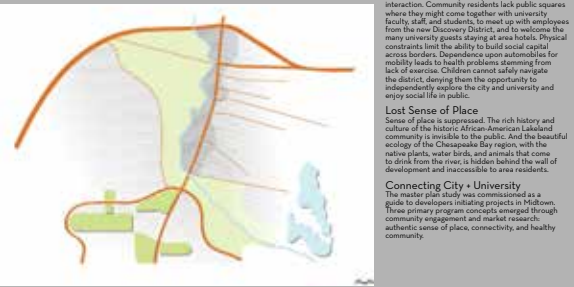 interaction. Community residents lack public squares
where they might come together with university
faculty, staff, and students, to meet up with employees
from the new Discovery District, and to welcome the
many university guests staying at area hotels. Physical
constraints limit the ability to build social capital
across borders. Dependence upon automobiles for
mobility leads to health problems stemming from
lack of exercise. Children cannot safely navigate
the district, denying them the opportunity to
independently explore the city and university and
enjoy social life in public.
Lost Sense of Place
Sense of place is suppressed. The rich history and
culture of the historic African-American Lakeland
community is invisible to the public. And the beautiful
ecology of the Chesapeake Bay region, with the
native plants, water birds, and animals that come
to drink from the river, is hidden behind the wall of
development and inaccessible to area residents.
Connecting City + University
The master plan study was commissioned as a
guide to developers initiating projects in Midtown.
Three primary program concepts emerged through
community engagement and market research:
authentic sense of place, connectivity, and healthy
community.